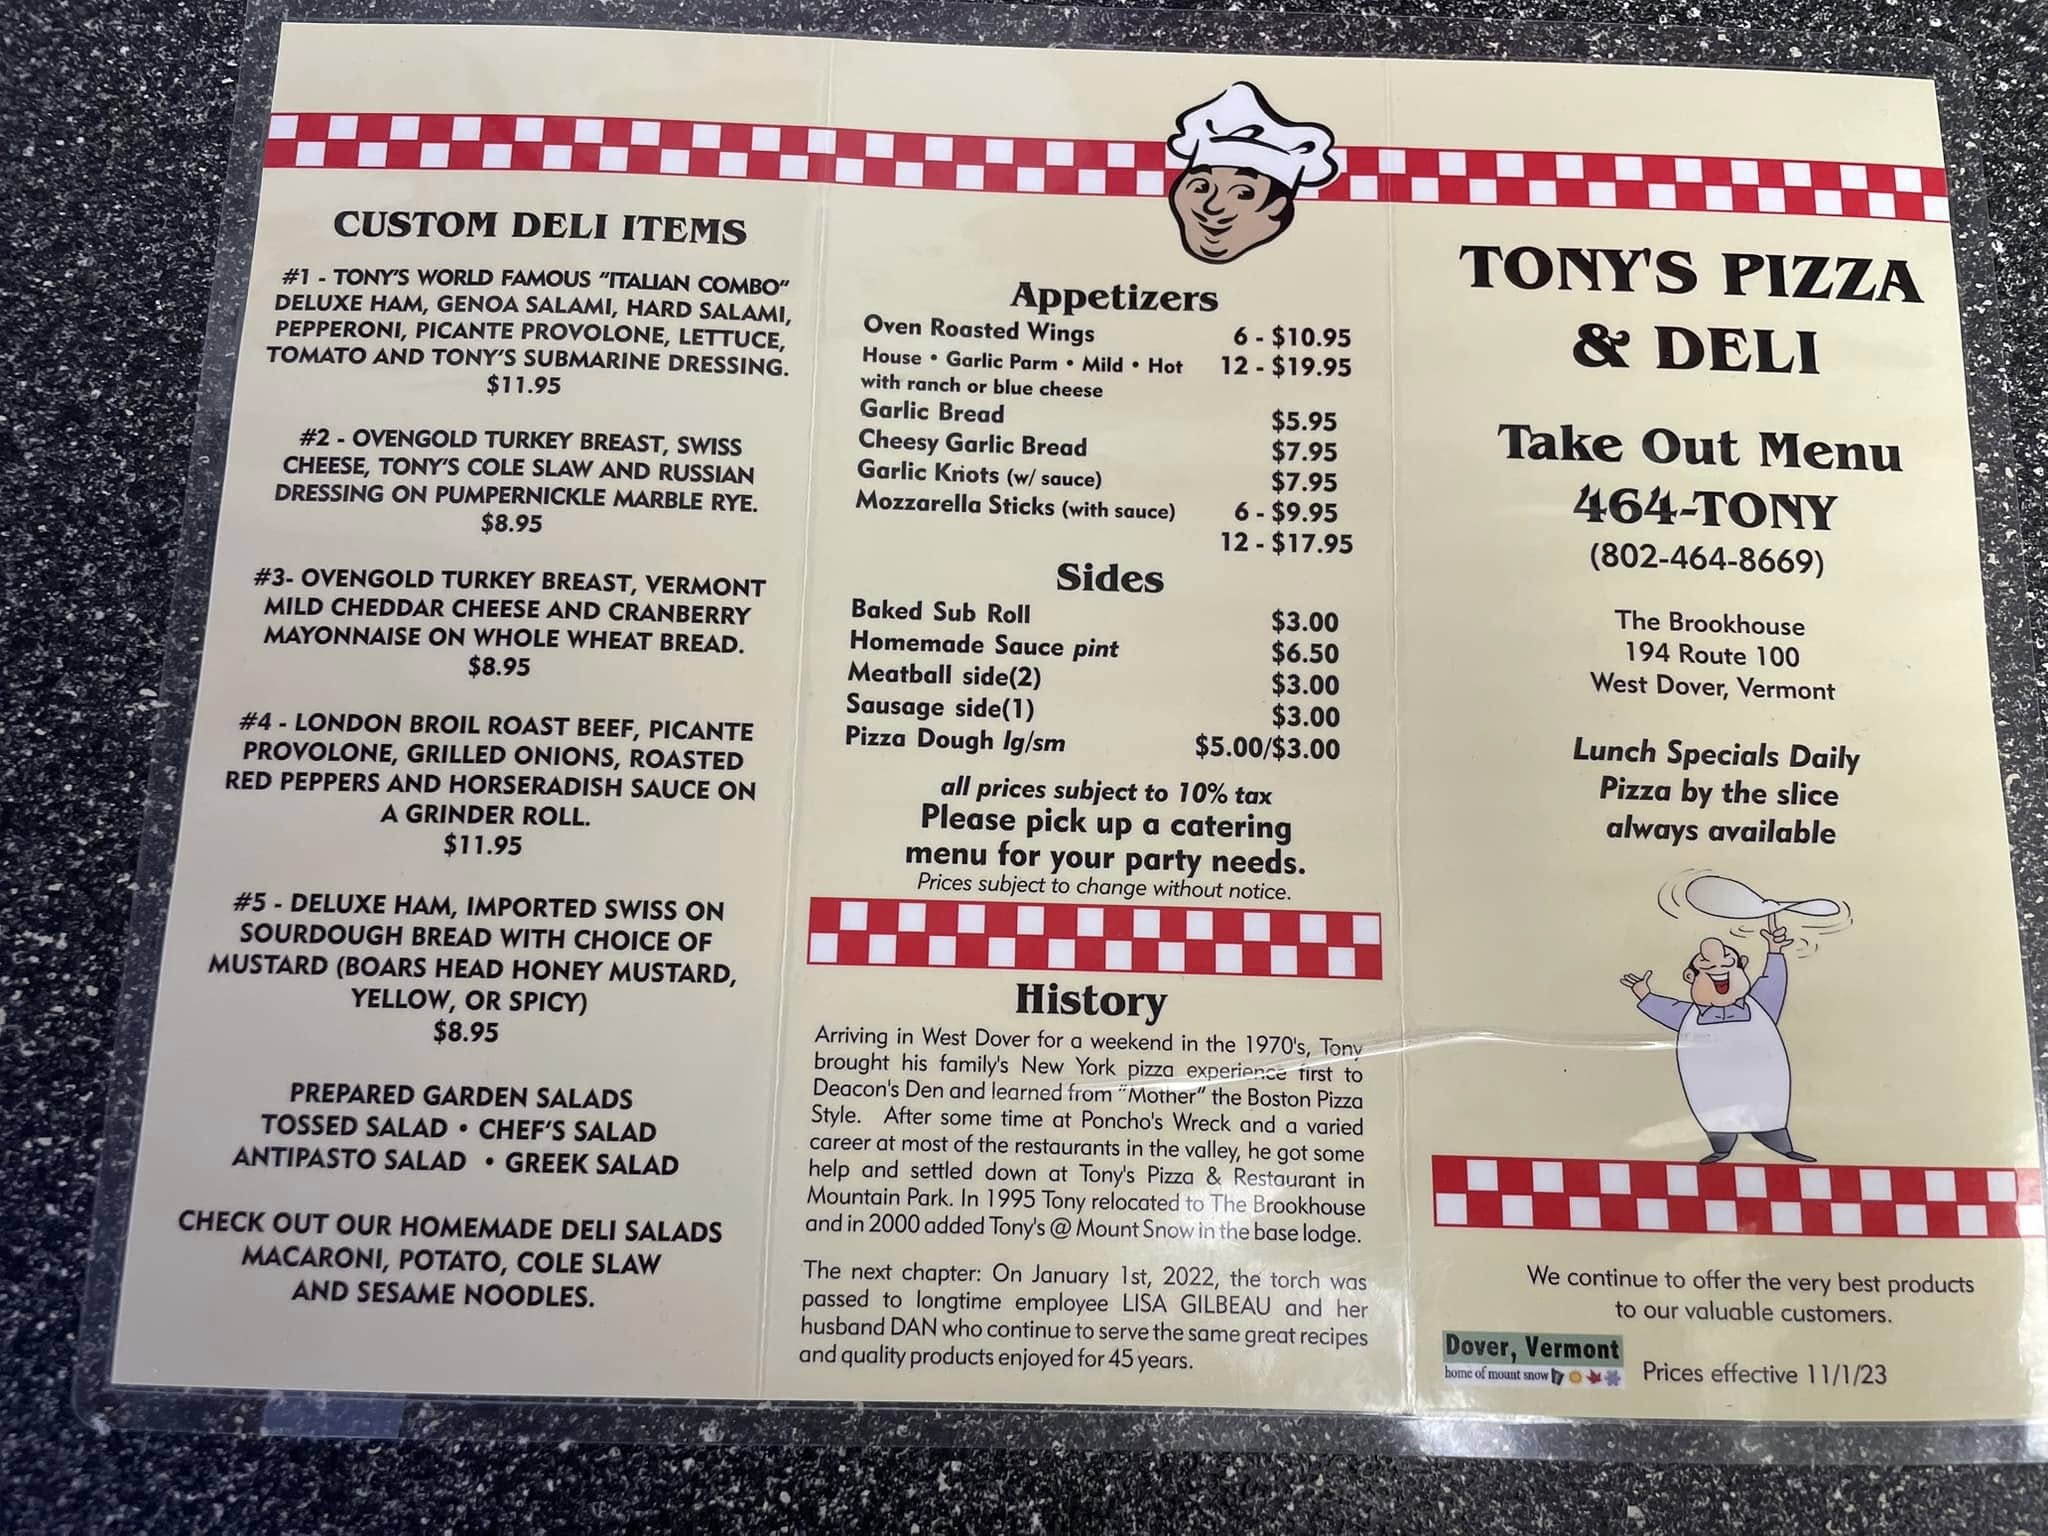 CUSTOM DELI ITEMS
#1 - TONY'S WORLD FAMOUS "ITALIAN COMBO"
DELUXE HAM, GENOA SALAMI, HARD SALAMI,
PEPPERONI, PICANTE PROVOLONE, LETTUCE,
TOMATO AND TONY'S SUBMARINE DRESSING.
$11.95
#2 - OVENGOLD TURKEY BREAST, SWISS
CHEESE, TONY'S COLE SLAW AND RUSSIAN
DRESSING ON PUMPERNICKLE MARBLE RYE.
$8.95
#3- OVENGOLD TURKEY BREAST, VERMONT
MILD CHEDDAR CHEESE AND CRANBERRY
MAYONNAISE ON WHOLE WHEAT BREAD.
$8.95
#4 - LONDON BROIL ROAST BEEF, PICANTE
PROVOLONE, GRILLED ONIONS, ROASTED
RED PEPPERS AND HORSERADISH SAUCE ON
A GRINDER ROLL.
$11.95
#5 - DELUXE HAM, IMPORTED SWISS ON
SOURDOUGH BREAD WITH CHOICE OF
MUSTARD (BOARS HEAD HONEY MUSTARD,
YELLOW, OR SPICY)
$8.95
PREPARED GARDEN SALADS
TOSSED SALAD • CHEF'S SALAD
ANTIPASTO SALAD • GREEK SALAD
CHECK OUT OUR HOMEMADE DELI SALADS
MACARONI, POTATO, COLE SLAW
AND SESAME NOODLES.
Appetizers
Oven Roasted Wings 6 - $10.95
House • Garlic Parm • Mild • Hot 12 - $19.95
with ranch or blue cheese
Garlic Bread $5.95
Cheesy Garlic Bread $7.95
Garlic Knots (w/ sauce) $7.95
Mozzarella Sticks (with sauce) 6 - $9.95
12 - $17.95
Sides
Baked Sub Roll $3.00
Homemade Sauce pint $6.50
Meatball side(2) $3.00
Sausage side(1) $3.00
Pizza Dough lg/sm $5.00/$3.00
all prices subject to 10% tax
Please pick up a catering
menu for your party needs.
Prices subject to change without notice.
History
Arriving in West Dover for a weekend in the 1970's, Tony
brought his family's New York pizza experience first to
Deacon's Den and learned from "Mother" the Boston Pizza
Style. After some time at Poncho's Wreck and a varied
career at most of the restaurants in the valley, he got some
help and settled down at Tony's Pizza & Restaurant in
Mountain Park. In 1995 Tony relocated to The Brookhouse
and in 2000 added Tony's @ Mount Snow in the base lodge.
The next chapter: On January 1st, 2022, the torch was
passed to longtime employee LISA GILBEAU and her
husband DAN who continue to serve the same great recipes
and quality products enjoyed for 45 years.
TONY'S PIZZA
& DELI
Take Out Menu
464-TONY
(802-464-8669)
The Brookhouse
194 Route 100
West Dover, Vermont
Lunch Specials Daily
Pizza by the slice
always available
We continue to offer the very best products
to our valuable customers.
Dover, Vermont
home of mount snow
Prices effective 11/1/23